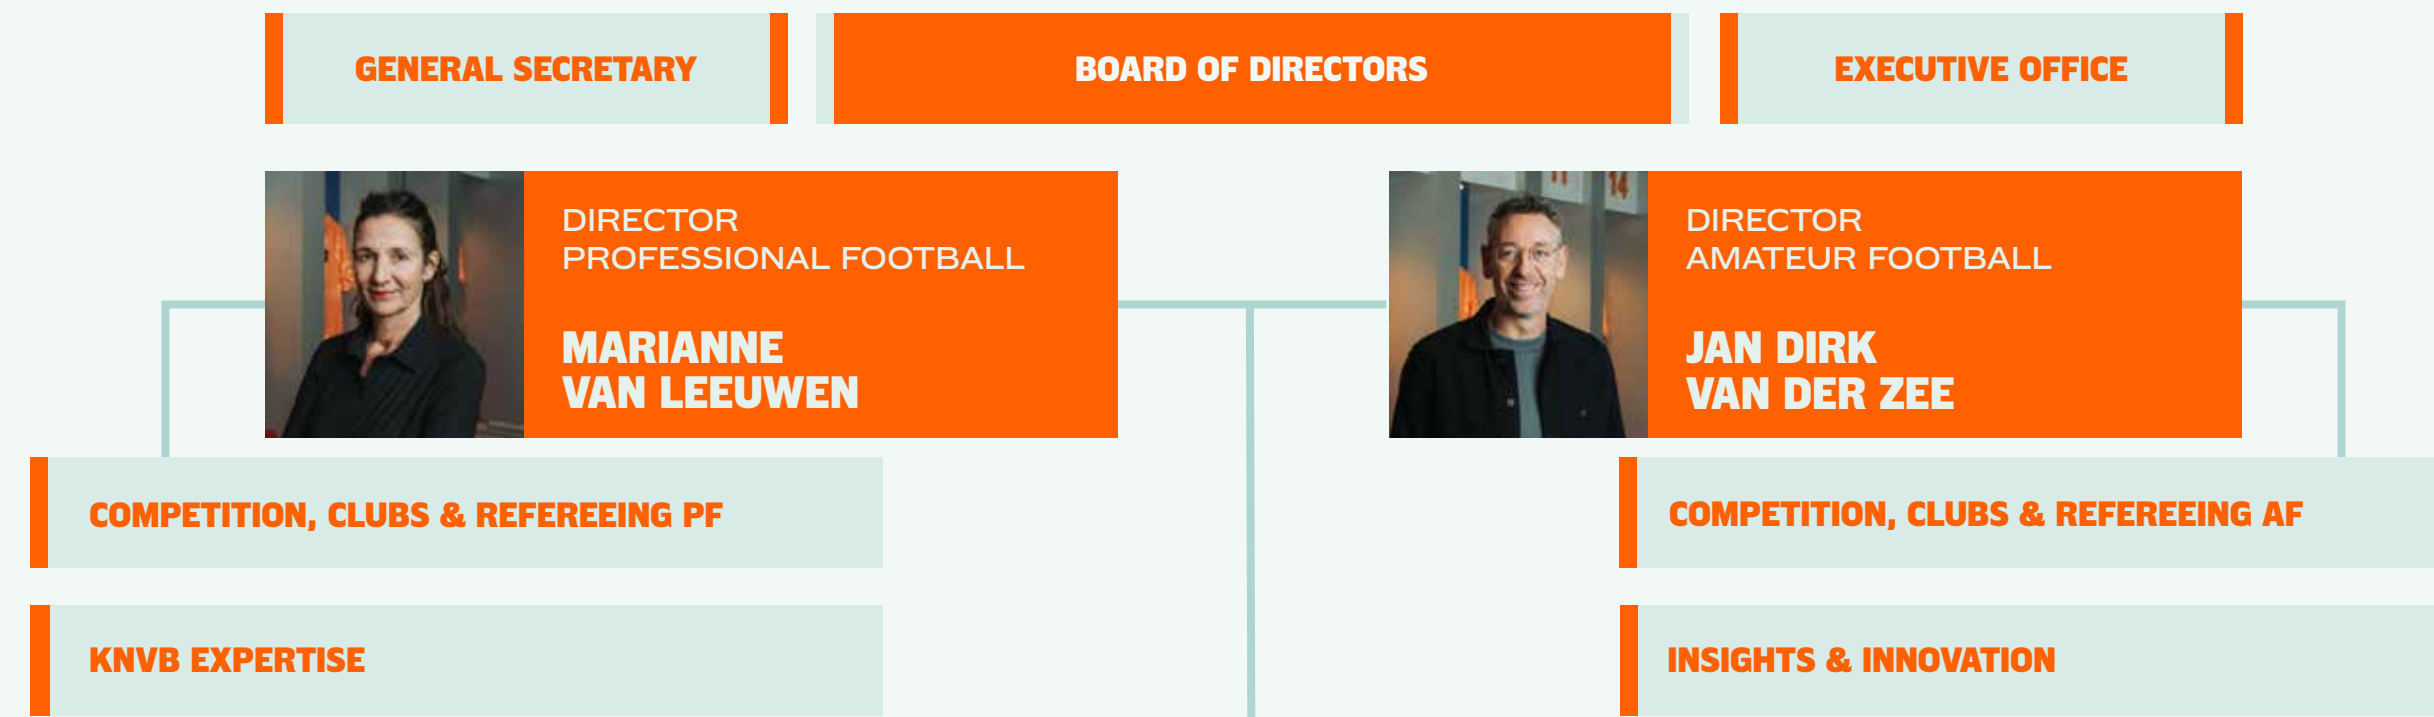 GENERAL SECRETARY
BOARD OF DIRECTORS
EXECUTIVE OFFICE
DIRECTOR
PROFESSIONAL FOOTBALL
MARIANNE
VAN LEEUWEN
14
DIRECTOR
AMATEUR FOOTBALL
JAN DIRK
VAN DER ZEE
COMPETITION, CLUBS & REFEREEING PF
COMPETITION, CLUBS & REFEREEING AF
KNVB EXPERTISE
INSIGHTS & INNOVATION